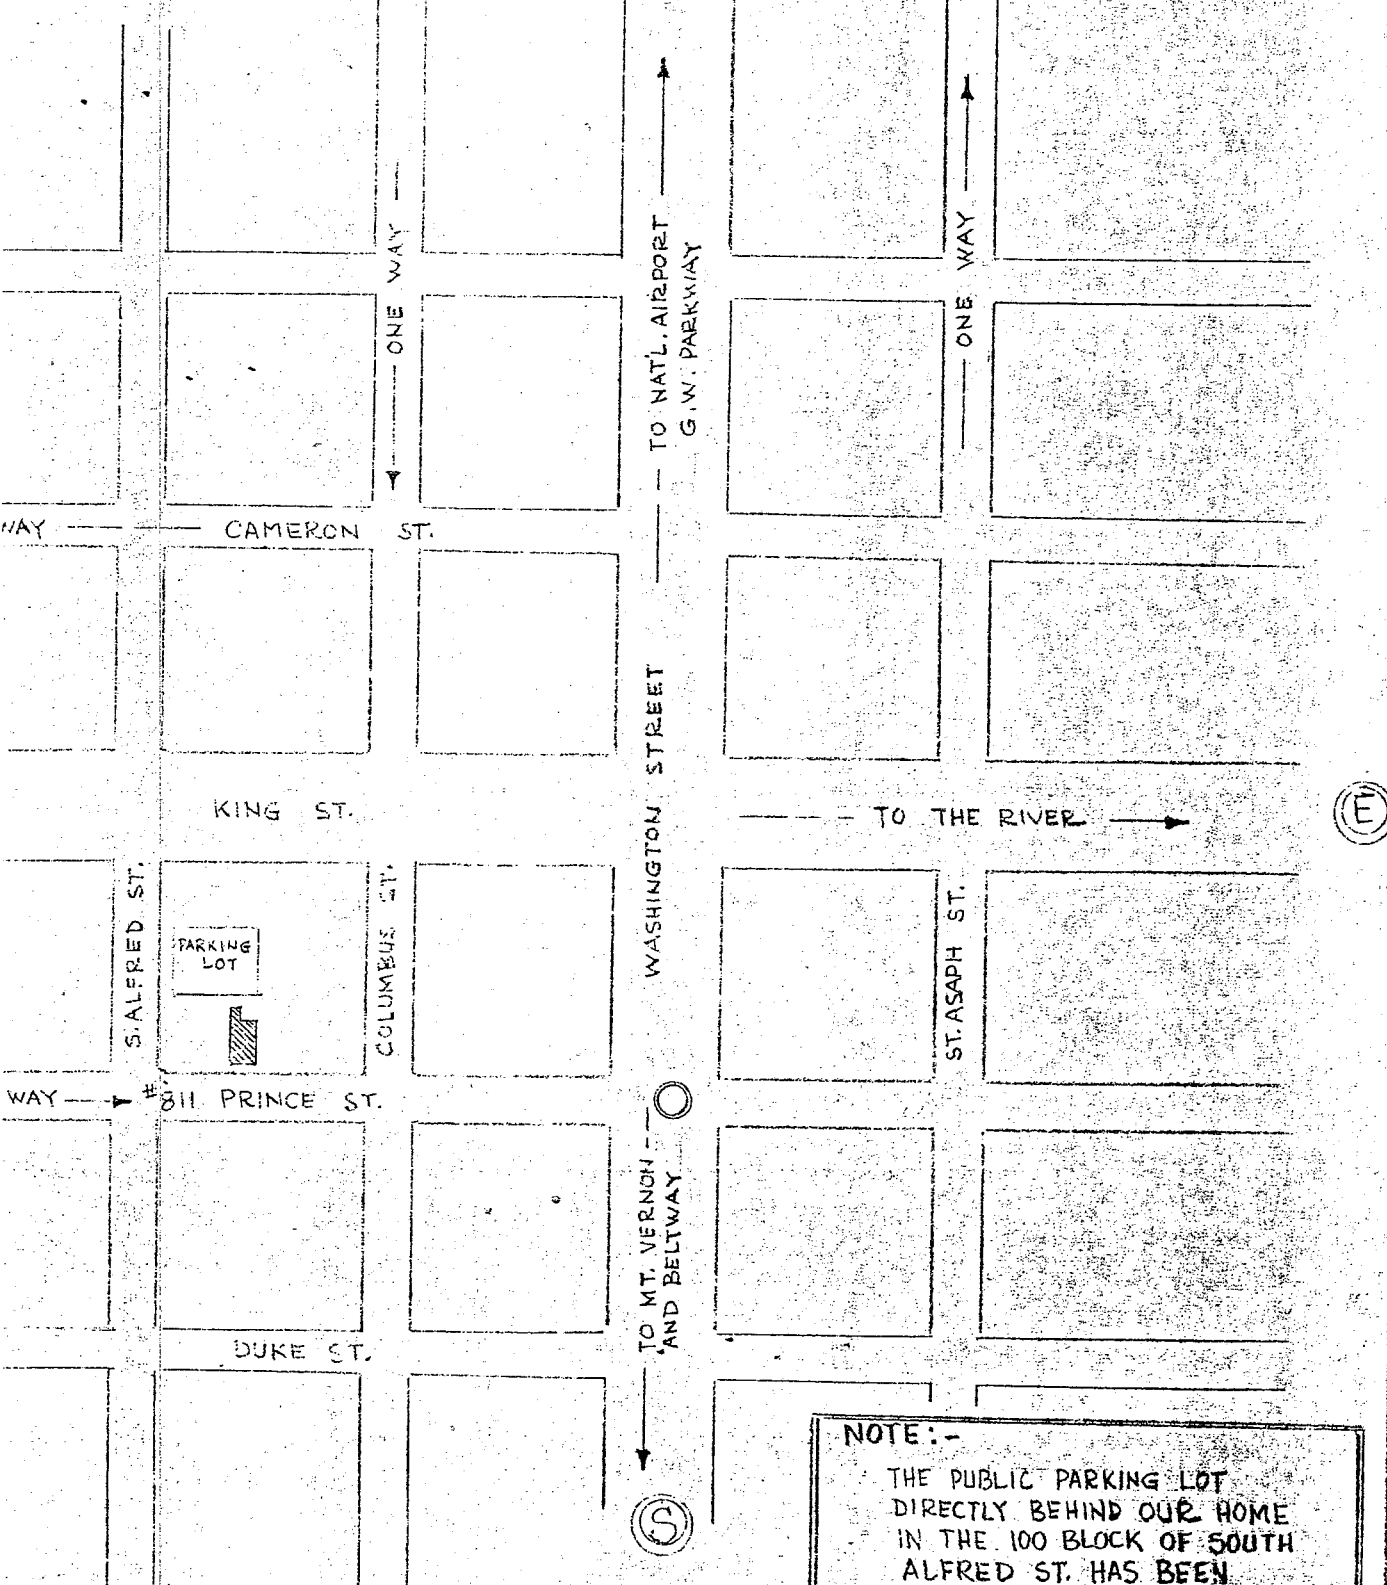 ONE WAY
TO NAT'L. AIRPORT
G.W. PARKWAY
ONE WAY
WAY
CAMERON ST.
WASHINGTON STREET
KING ST.
TO THE RIVER
E
S. ALFRED ST.
PARKING
LOT
COLUMBUS ST.
ST. ASAPH ST.
WAY
#811 PRINCE ST.
TO MT. VERNON
AND BELTWAY
DUKE ST.
S
NOTE:-
THE PUBLIC PARKING LOT
DIRECTLY BEHIND OUR HOME
IN THE 100 BLOCK OF SOUTH
ALFRED ST. HAS BEEN